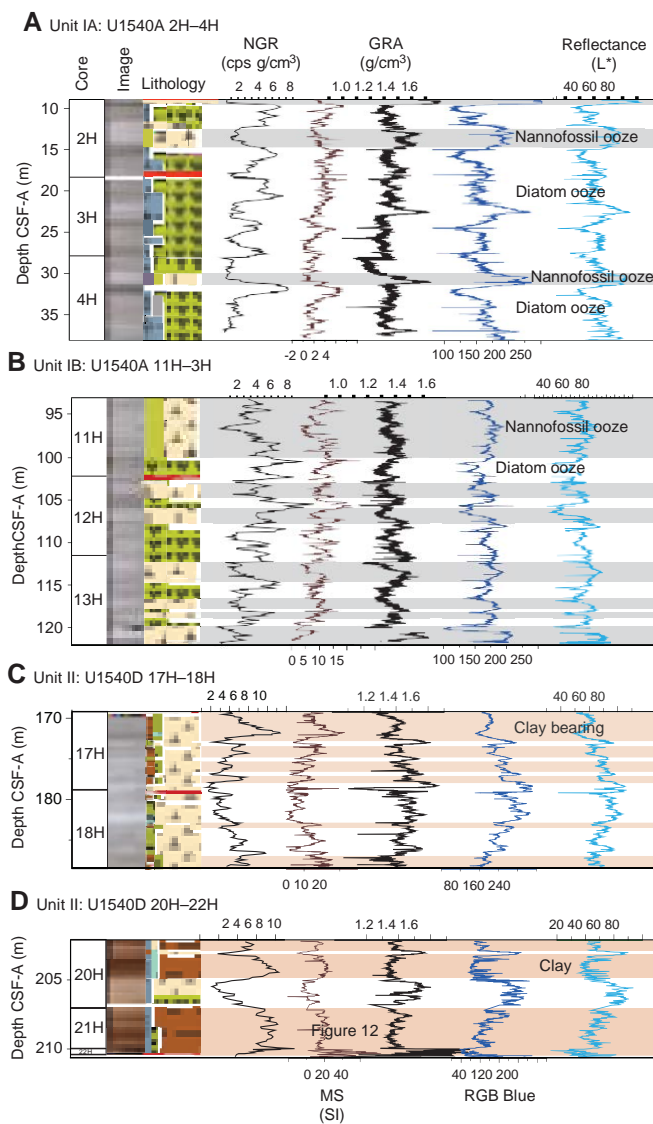 A Unit IA: U1540A 2H–4H
Core
Image
Lithology
NGR
(cps g/cm3)
GRA
(g/cm3)
Reflectance
(L*)
2 4 6 8
1.0 1.2 1.4 1.6
40 60 80
Depth CSF-A (m)
10
15
20
25
30
35
2H
3H
4H
Nannofossil ooze
Diatom ooze
Nannofossil ooze
Diatom ooze
-2 0 2 4
100 150 200 250
B Unit IB: U1540A 11H–3H
2 4 6 8
1.0 1.2 1.4 1.6
40 60 80
DepthCSF-A (m)
95
100
105
110
115
120
11H
12H
13H
Nannofossil ooze
Diatom ooze
0 5 10 15
100 150 200 250
C Unit II: U1540D 17H–18H
2 4 6 8 10
1.2 1.4 1.6
40 60 80
Depth CSF-A (m)
170
180
17H
18H
Clay bearing
0 10 20
80 160 240
D Unit II: U1540D 20H–22H
2 4 6 8 10
1.2 1.4 1.6
20 40 60 80
Depth CSF-A (m)
205
210
20H
21H
22H
Clay
Figure 12
0 20 40
40 120 200
MS
(SI)
RGB Blue